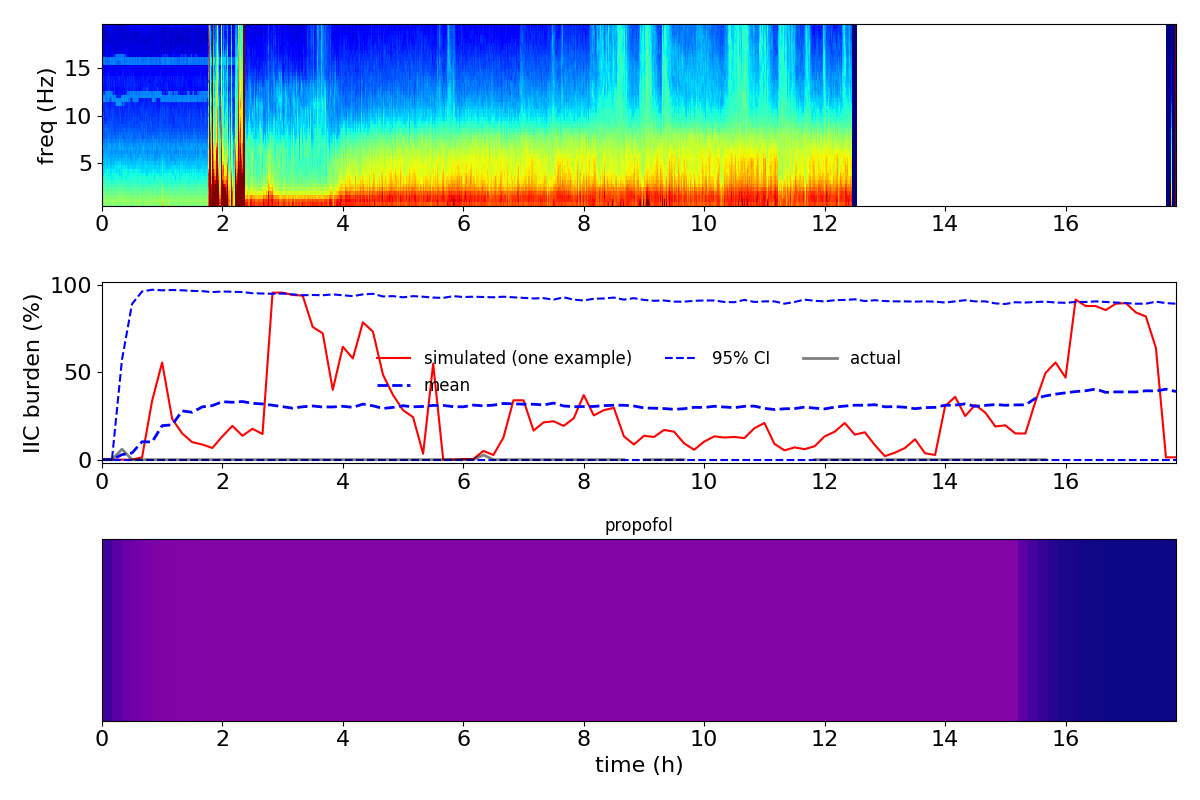 freq (Hz)
15
10
5
0 2 4 6 8 10 12 14 16
IIC burden (%)
100
50
0
simulated (one example) 95% CI actual
mean
0 2 4 6 8 10 12 14 16
propofol
0 2 4 6 8 10 12 14 16
time (h)